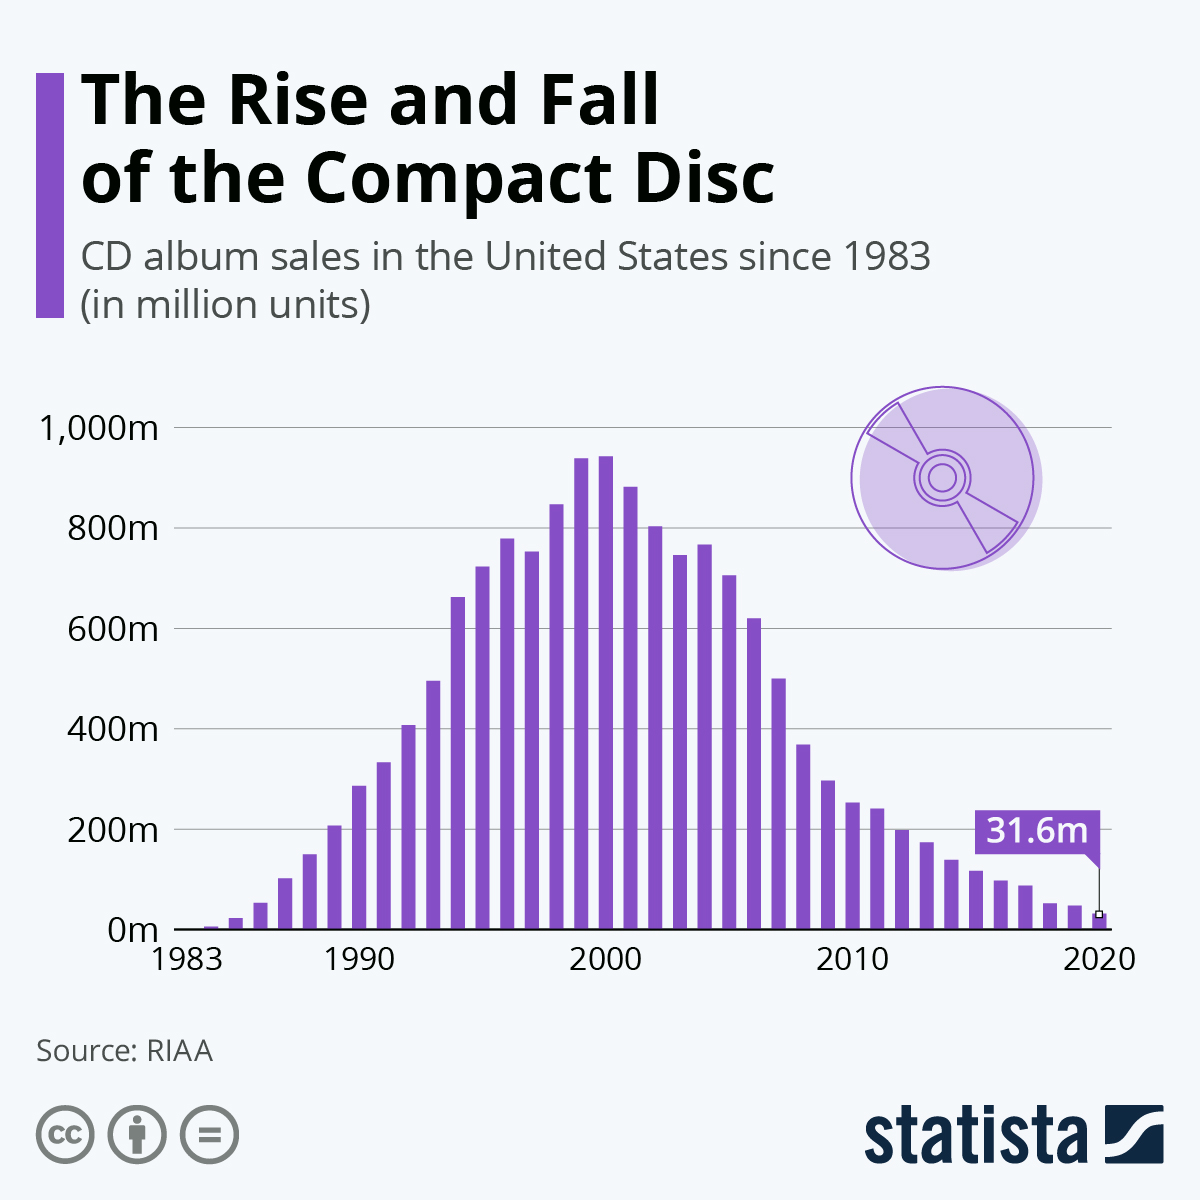 The Rise and Fall
of the Compact Disc
CD album sales in the United States since 1983
(in million units)
1,000m
800m
600m
400m
200m
31.6m
0m
1983 1990 2000 2010 2020
Source: RIAA
cc
statista